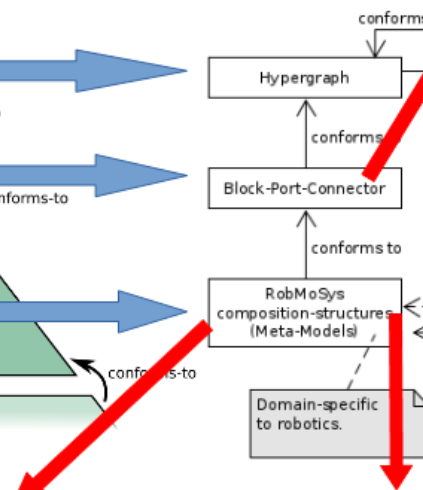 conforms
Hypergraph
conforms
Block-Port-Connector
nforms-to
conforms to
RobMoSys
composition-structures
(Meta-Models)
conforms-to
Domain-specific
to robotics.